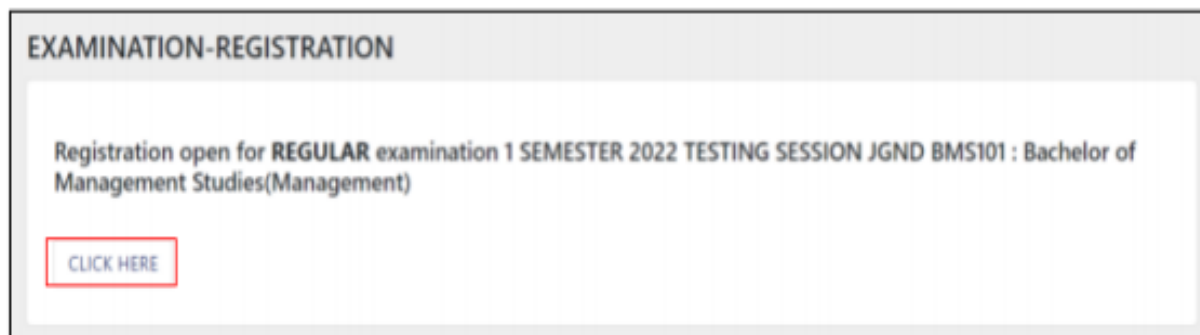 EXAMINATION-REGISTRATION
Registration open for REGULAR examination 1 SEMESTER 2022 TESTING SESSION JGND BMS101 : Bachelor of
Management Studies(Management)
CLICK HERE